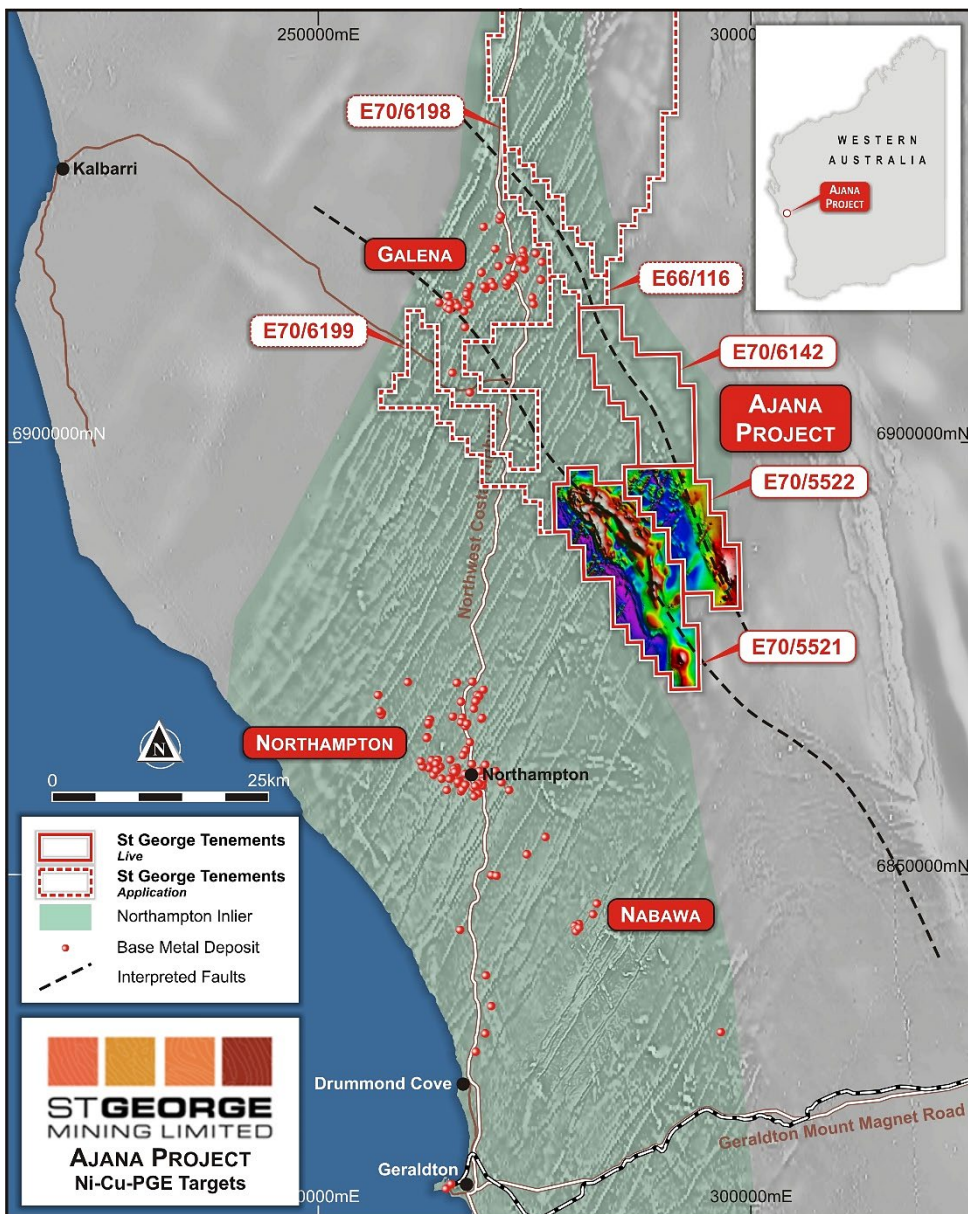 250000mE
30000
E70/6198
WESTERN
AUSTRALIA
AJANA
PROJECT
Kalbarri
GALENA
E66/116
E70/6199
E70/6142
AJANA
PROJECT
6900000mN
6900000mN
E70/5522
Northwest Costa
E70/5521
NORTHAMPTON
N
Northampton
0
25km
St George Tenements
Live
St George Tenements
Application
Northampton Inlier
Base Metal Deposit
Interpreted Faults
6850000mN
NABAWA
STGEORGE
MINING LIMITED
AJANA PROJECT
Ni-Cu-PGE Targets
Drummond Cove
Geraldton Mount Magnet Road
Geraldton
0000mE
300000mE